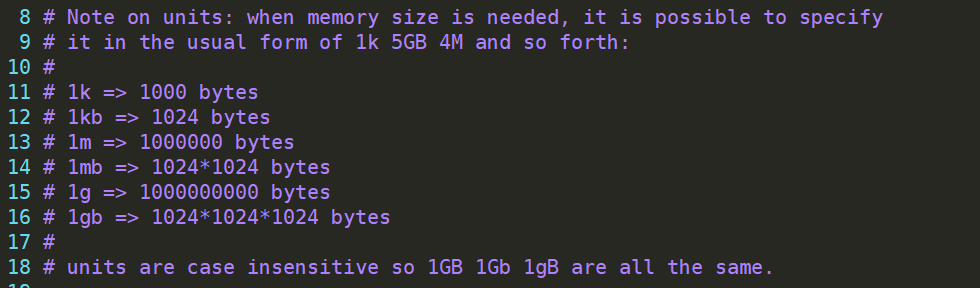 8 # Note on units: when memory size is needed, it is possible to specify
9 # it in the usual form of 1k 5GB 4M and so forth:
10 #
11 # 1k => 1000 bytes
12 # 1kb => 1024 bytes
13 # 1m => 1000000 bytes
14 # 1mb => 1024*1024 bytes
15 # 1g => 1000000000 bytes
16 # 1gb => 1024*1024*1024 bytes
17 #
18 # units are case insensitive so 1GB 1Gb 1gB are all the same.